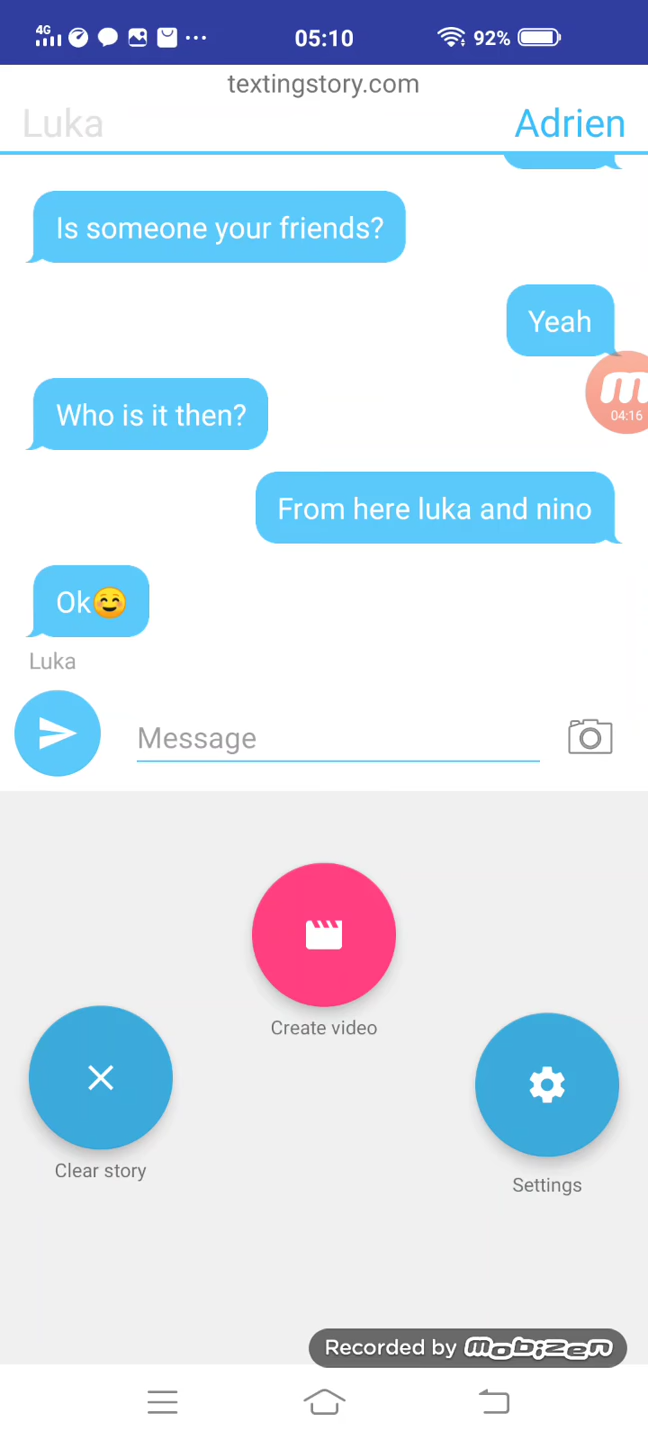 4G
05:10
92%
textingstory.com
Luka
Adrien
Is someone your friends?
Yeah
Who is it then?
04:16
From here luka and nino
Ok☺️
Luka
Message
Create video
Clear story
Settings
Recorded by mobizen